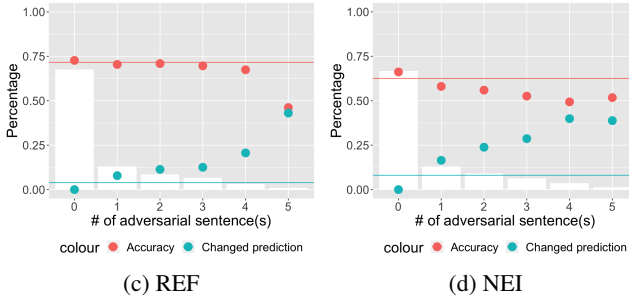 1.00
0.75
0.50
0.25
0.00
Percentage
0 1 2 3 4 5
# of adversarial sentence(s)
colour Accuracy Changed prediction
(c) REF
1.00
0.75
0.50
0.25
0.00
Percentage
0 1 2 3 4 5
# of adversarial sentence(s)
colour Accuracy Changed prediction
(d) NEI